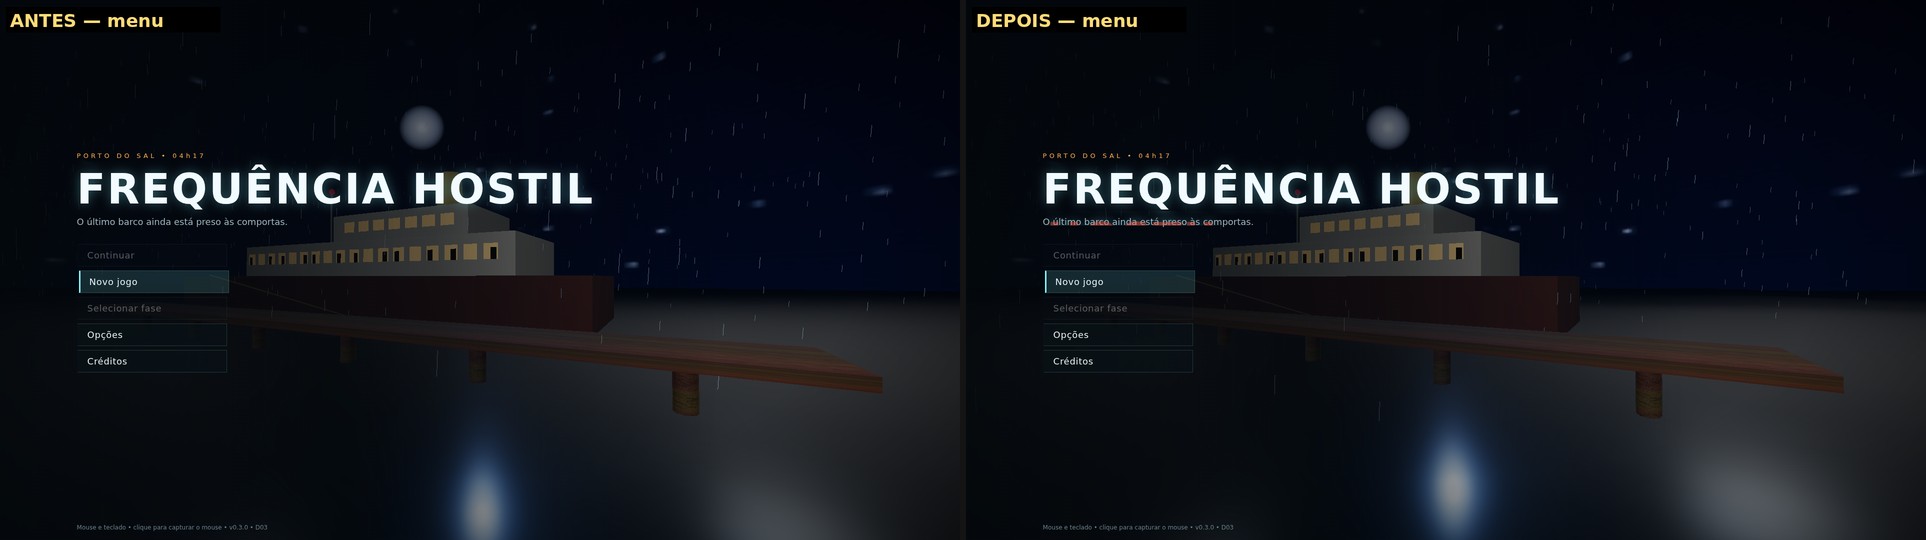 ANTES — menu
PORTO DO SAL • 04h17
FREQUÊNCIA HOSTIL
O último barco ainda está preso às comportas.
Continuar
Novo jogo
Selecionar fase
Opções
Créditos
Mouse e teclado • clique para capturar o mouse • v0.3.0 • D03
DEPOIS — menu
PORTO DO SAL • 04h17
FREQUÊNCIA HOSTIL
O último barco ainda está preso às comportas.
Continuar
Novo jogo
Selecionar fase
Opções
Créditos
Mouse e teclado • clique para capturar o mouse • v0.3.0 • D03